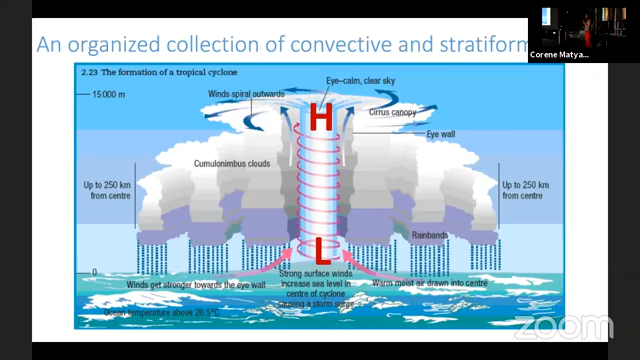 An organized collection of convective and stratiform
Corene Matya...
2.23 The formation of a tropical cyclone
15 000 m
Winds spiral outwards
Eye–calm, clear sky
H
Cirrus canopy
Eye wall
Cumulonimbus clouds
Up to 250 km
from centre
Up to 250 km
from centre
Rainbands
L
0
Winds get stronger towards the eye wall
Strong surface winds
increase sea level in
centre of cyclone
causing a storm surge
Warm moist air drawn into centre
Ocean temperature above 26.5°C
zoom